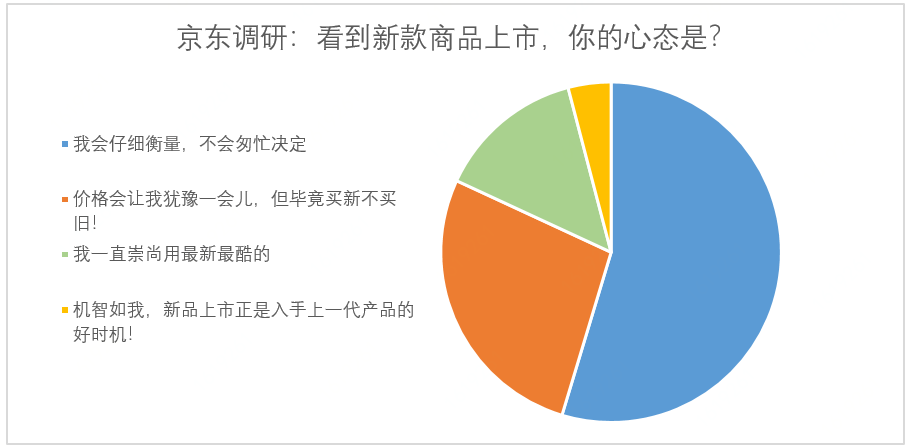 京东调研：看到新款商品上市，你的心态是？
我会仔细衡量，不会匆忙决定
价格会让我犹豫一会儿，但毕竟买新不买
旧！
我一直崇尚用最新最酷的
机智如我，新品上市正是入手上一代产品的
好时机！